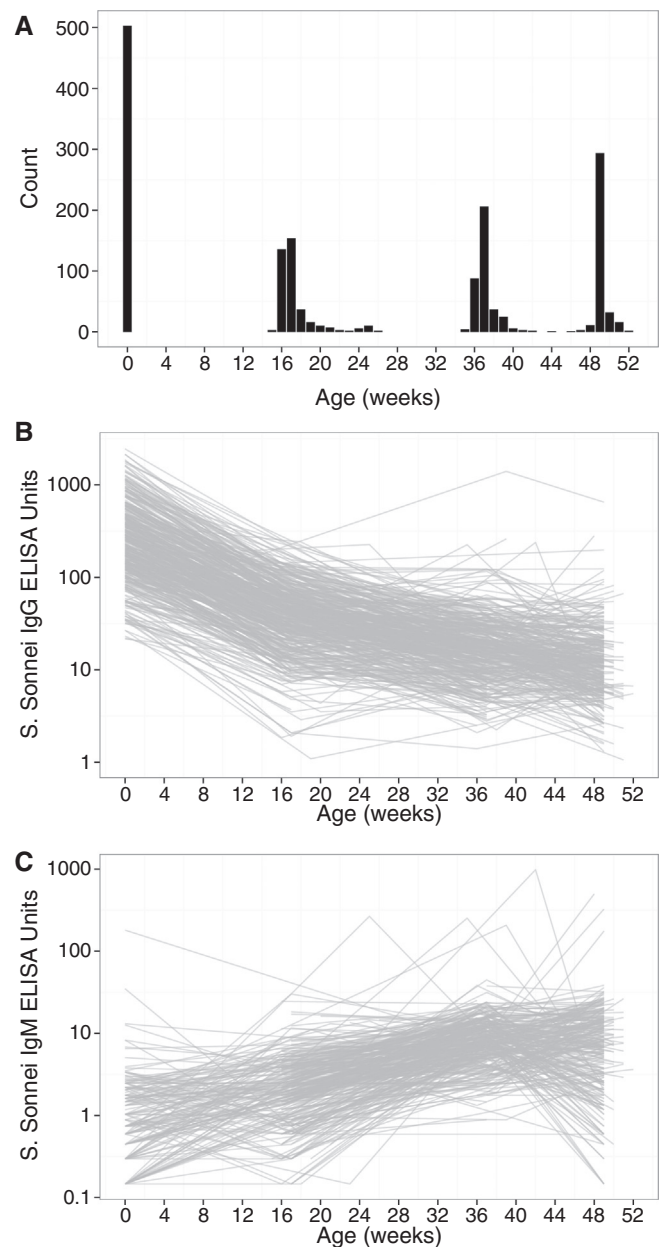 A
500
400
300
200
100
0
Count
0 4 8 12 16 20 24 28 32 36 40 44 48 52
Age (weeks)
B
1000
100
10
1
S. Sonnei IgG ELISA Units
0 4 8 12 16 20 24 28 32 36 40 44 48 52
Age (weeks)
C
1000
100
10
1
0.1
S. Sonnei IgM ELISA Units
0 4 8 12 16 20 24 28 32 36 40 44 48 52
Age (weeks)